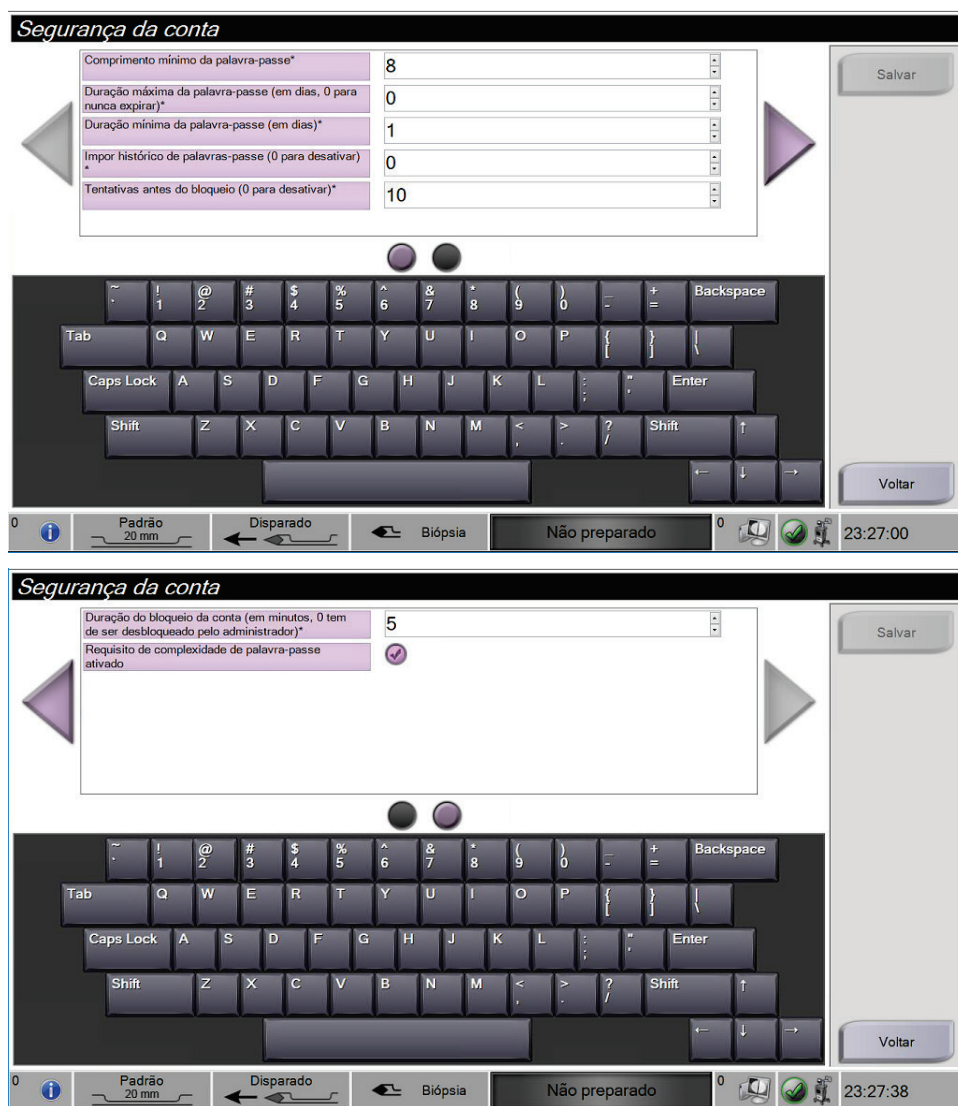 Segurança da conta
Comprimento mínimo da palavra-passe*
8
Duração máxima da palavra-passe (em dias, 0 para
nunca expirar)*
0
Duração mínima da palavra-passe (em dias)*
1
Impor histórico de palavras-passe (0 para desativar)
*
0
Tentativas antes do bloqueio (0 para desativar)*
10
Salvar
~ ! @ # $ % ^ & * ( ) _ + Backspace
` 1 2 3 4 5 6 7 8 9 0 - =
Tab Q W E R T Y U I O P { } |
[ ] \
Caps Lock A S D F G H J K L : " Enter
; '
Shift Z X C V B N M < > ? Shift ↑
, . /
← ↓ →
Voltar
0 Padrão Disparado Biópsia Não preparado 0 23:27:00
20 mm
Segurança da conta
Duração do bloqueio da conta (em minutos, 0 tem
de ser desbloqueado pelo administrador)*
5
Requisito de complexidade de palavra-passe
ativado
Salvar
~ ! @ # $ % ^ & * ( ) _ + Backspace
` 1 2 3 4 5 6 7 8 9 0 - =
Tab Q W E R T Y U I O P { } |
[ ] \
Caps Lock A S D F G H J K L : " Enter
; '
Shift Z X C V B N M < > ? Shift ↑
, . /
← ↓ →
Voltar
0 Padrão Disparado Biópsia Não preparado 0 23:27:38
20 mm